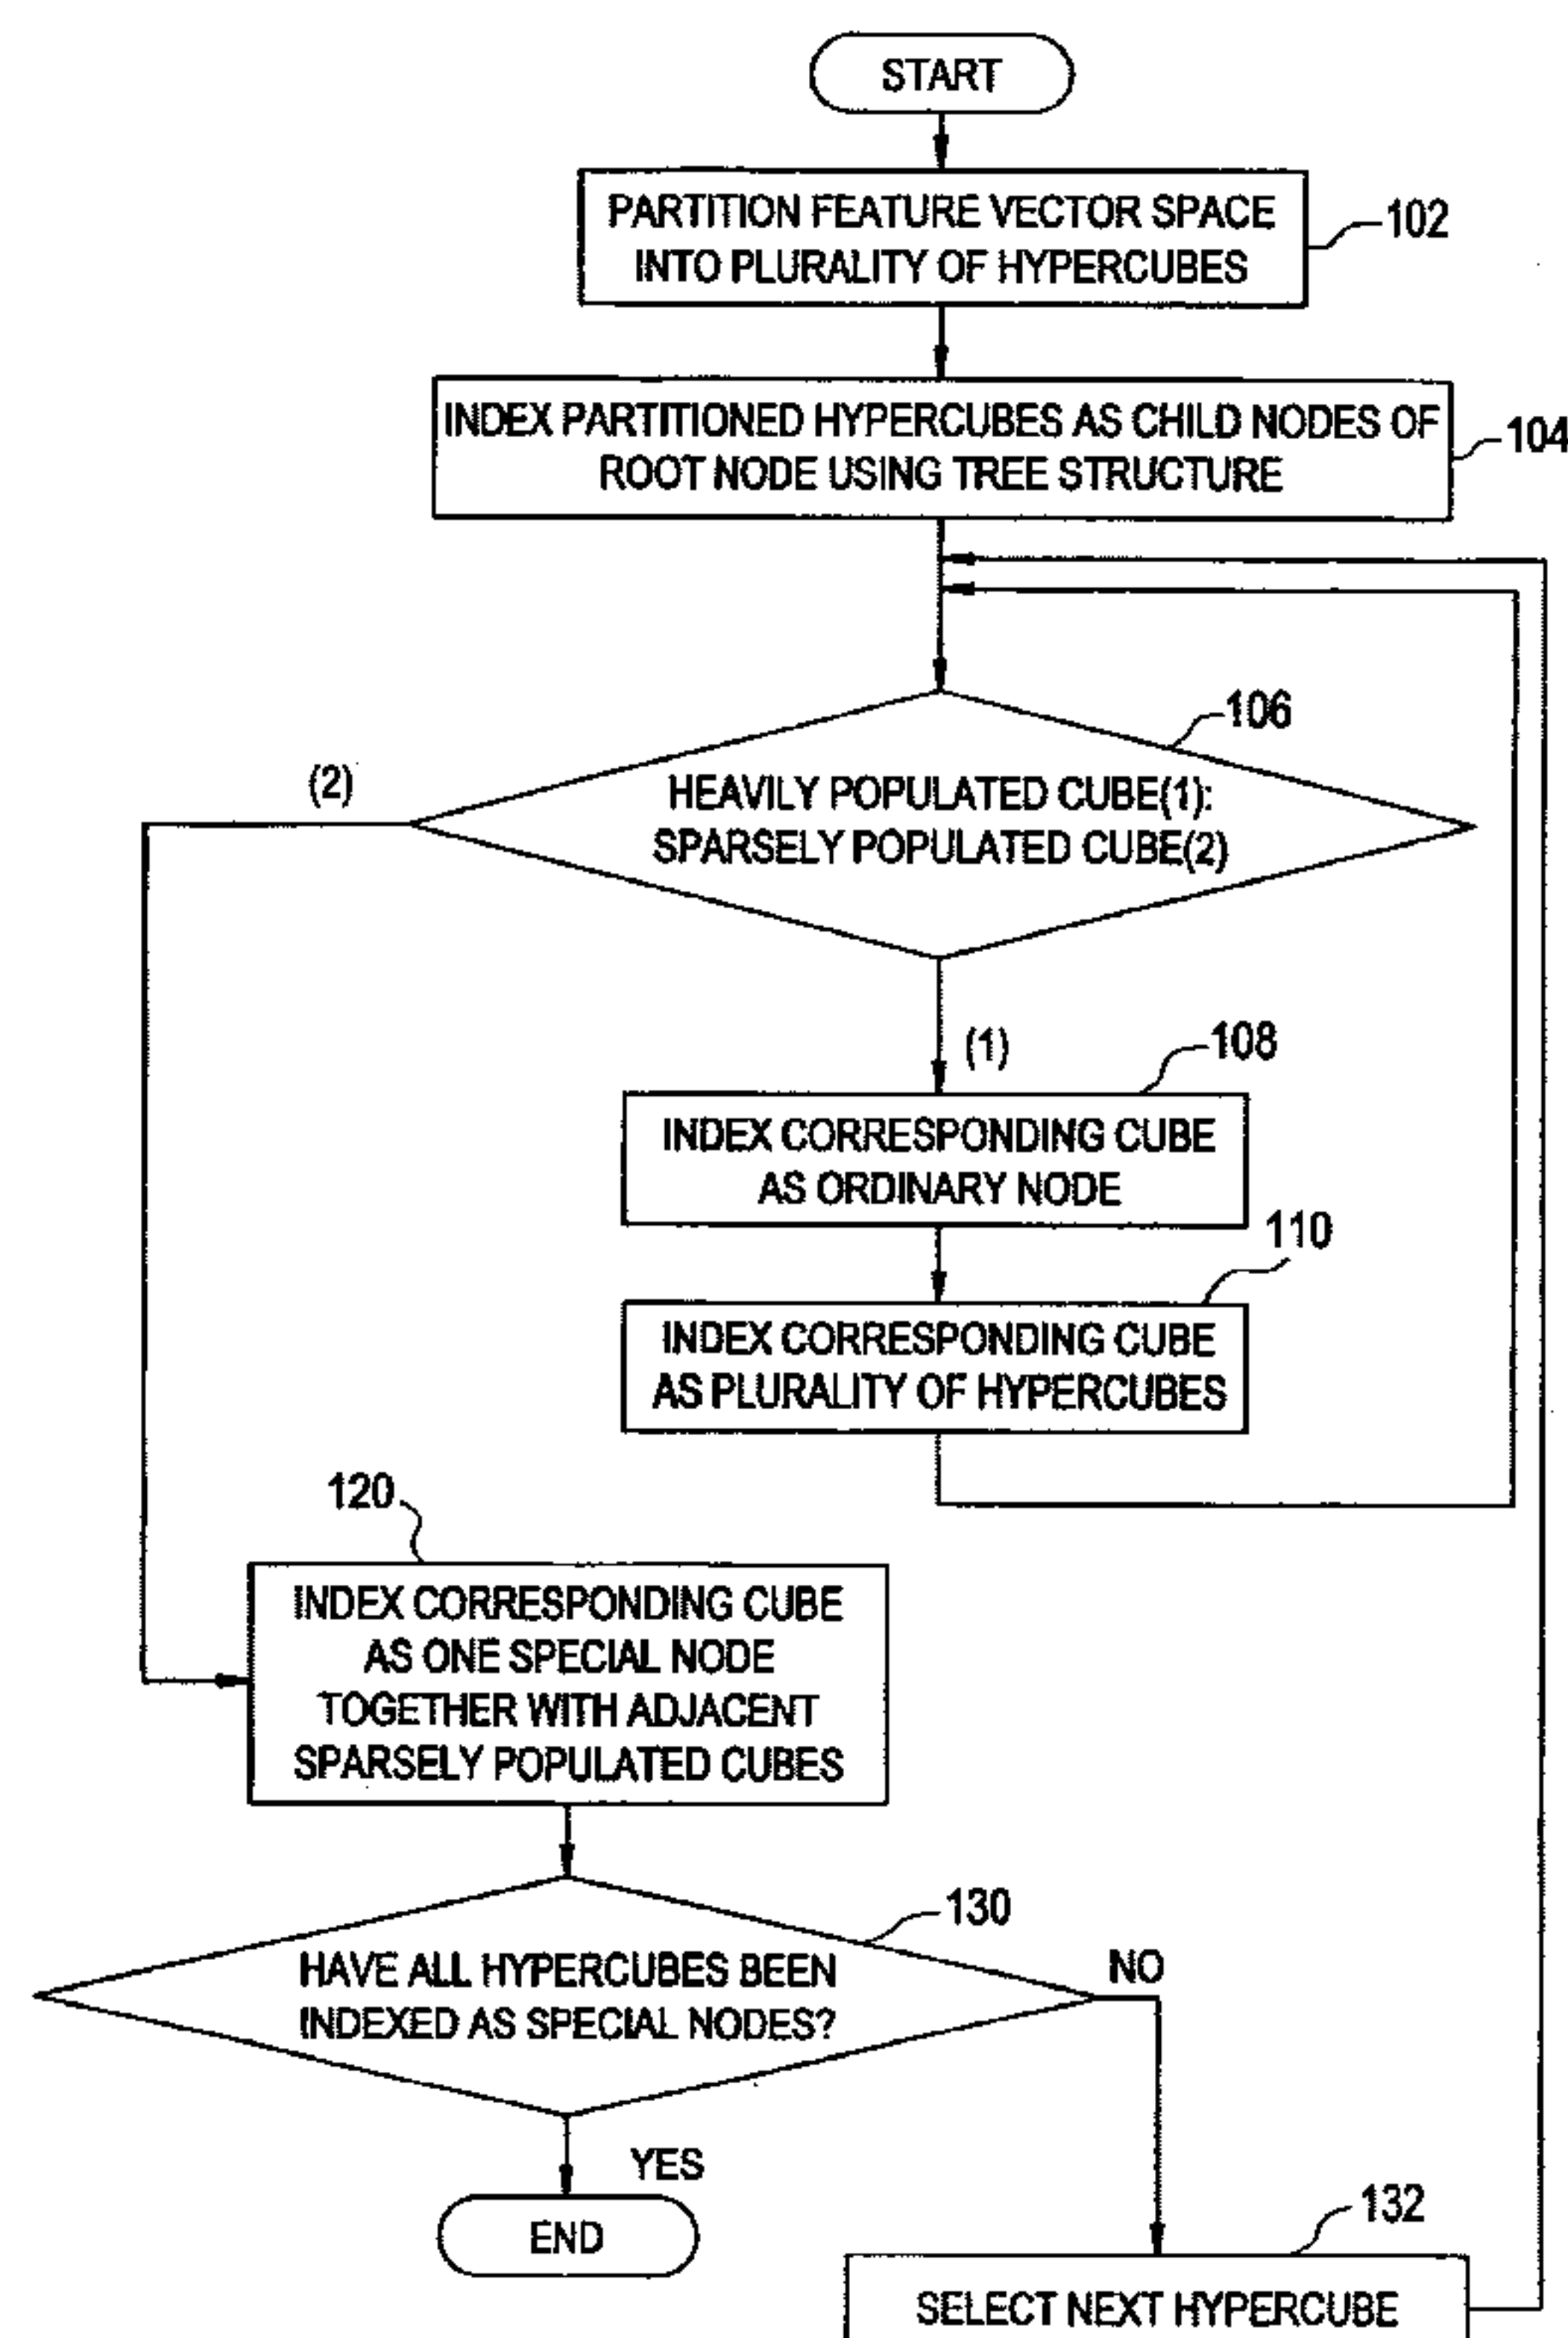 START
PARTITION FEATURE VECTOR SPACE
INTO PLURALITY OF HYPERCUBES
102
INDEX PARTITIONED HYPERCUBES AS CHILD NODES OF
ROOT NODE USING TREE STRUCTURE
104
106
(2)
HEAVILY POPULATED CUBE(1):
SPARSELY POPULATED CUBE(2)
(1)
108
INDEX CORRESPONDING CUBE
AS ORDINARY NODE
110
INDEX CORRESPONDING CUBE
AS PLURALITY OF HYPERCUBES
120
INDEX CORRESPONDING CUBE
AS ONE SPECIAL NODE
TOGETHER WITH ADJACENT
SPARSELY POPULATED CUBES
130
HAVE ALL HYPERCUBES BEEN
INDEXED AS SPECIAL NODES?
NO
YES
END
132
SELECT NEXT HYPERCUBE